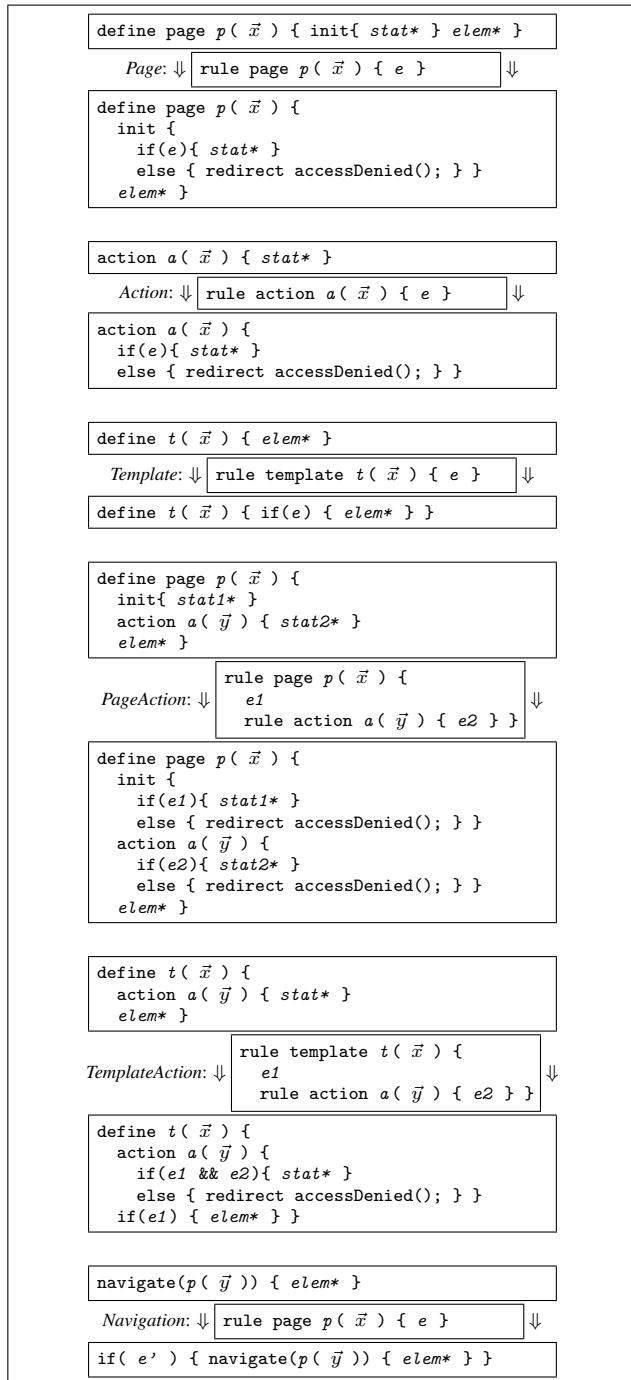 define page p ( x⃗ ) { init{ stat* } elem* }
Page: ⇓ rule page p ( x⃗ ) { e } ⇓
define page p ( x⃗ ) {
init {
if(e){ stat* }
else { redirect accessDenied(); } }
elem* }
action a ( x⃗ ) { stat* }
Action: ⇓ rule action a ( x⃗ ) { e } ⇓
action a ( x⃗ ) {
if(e){ stat* }
else { redirect accessDenied(); } }
define t ( x⃗ ) { elem* }
Template: ⇓ rule template t ( x⃗ ) { e } ⇓
define t ( x⃗ ) { if(e) { elem* } }
define page p ( x⃗ ) {
init{ stat1* }
action a ( y⃗ ) { stat2* }
elem* }
rule page p ( x⃗ ) {
PageAction: ⇓ e1 ⇓
rule action a ( y⃗ ) { e2 } }
define page p ( x⃗ ) {
init {
if(e1){ stat1* }
else { redirect accessDenied(); } }
action a ( y⃗ ) {
if(e2){ stat2* }
else { redirect accessDenied(); } }
elem* }
define t ( x⃗ ) {
action a ( y⃗ ) { stat* }
elem* }
rule template t ( x⃗ ) {
TemplateAction: ⇓ e1 ⇓
rule action a ( y⃗ ) { e2 } }
define t ( x⃗ ) {
action a ( y⃗ ) {
if(e1 && e2){ stat* }
else { redirect accessDenied(); } }
if(e1) { elem* } }
navigate(p ( y⃗ )) { elem* }
Navigation: ⇓ rule page p ( x⃗ ) { e } ⇓
if( e' ) { navigate(p ( y⃗ )) { elem* } }